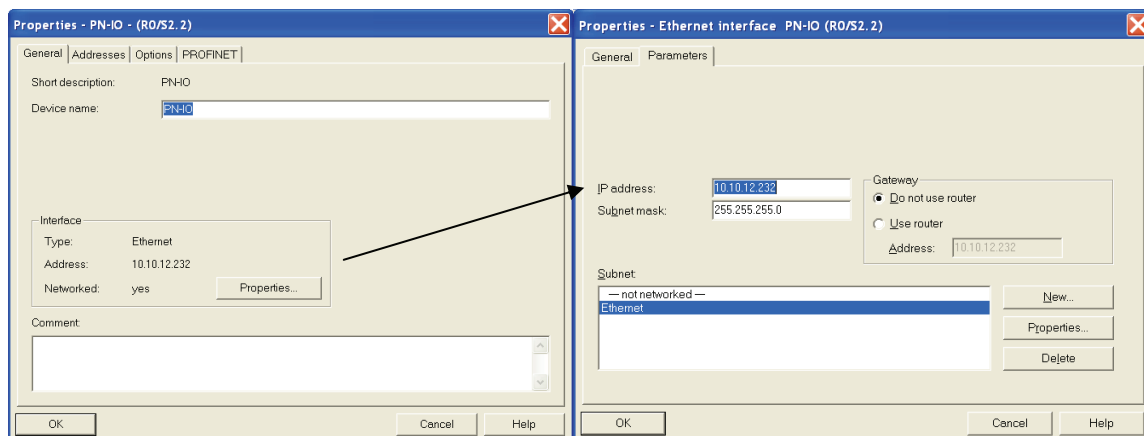 Properties - PN-IO - (R0/S2.2)
General Addresses Options PROFINET
Short description: PN-IO
Device name: PN-IO
Interface
Type: Ethernet
Address: 10.10.12.232
Networked: yes Properties...
Comment:
OK Cancel Help
Properties - Ethernet interface PN-IO (R0/S2.2)
General Parameters
IP address: 10.10.12.232
Subnet mask: 255.255.255.0
Gateway
Do not use router
Use router
Address: 10.10.12.232
Subnet:
--- not networked ---
Ethernet
New...
Properties...
Delete
OK Cancel Help